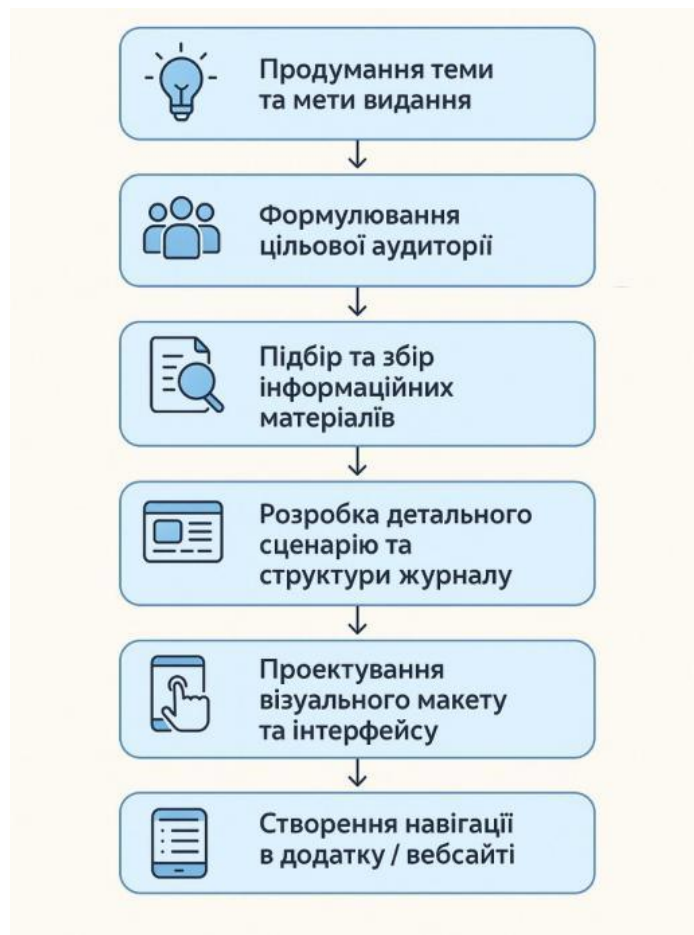 Продумання теми
та мети видання
Формулювання
цільової аудиторії
Підбір та збір
інформаційних
матеріалів
Розробка детального
сценарію та
структури журналу
Проектування
візуального макету
та інтерфейсу
Створення навігації
в додатку / вебсайті